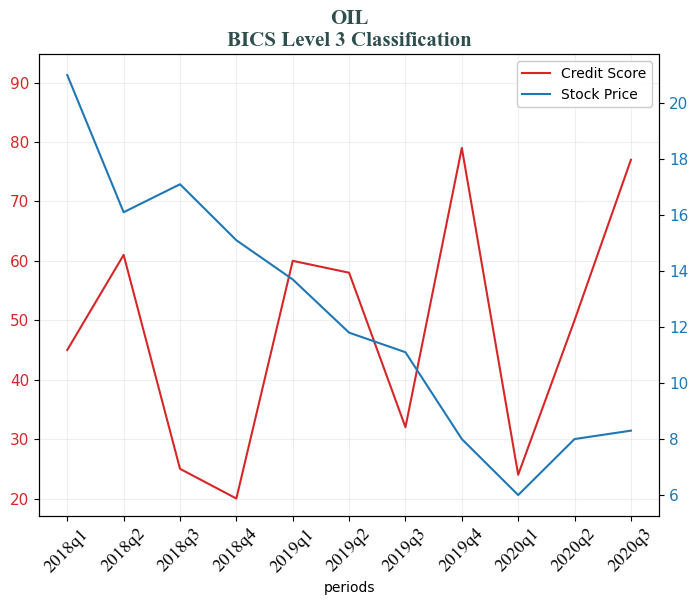 OIL
BICS Level 3 Classification
Credit Score
Stock Price
90
80
70
60
50
40
30
20
20
18
16
14
12
10
8
6
2018q1
2018q2
2018q3
2018q4
2019q1
2019q2
2019q3
2019q4
2020q1
2020q2
2020q3
periods